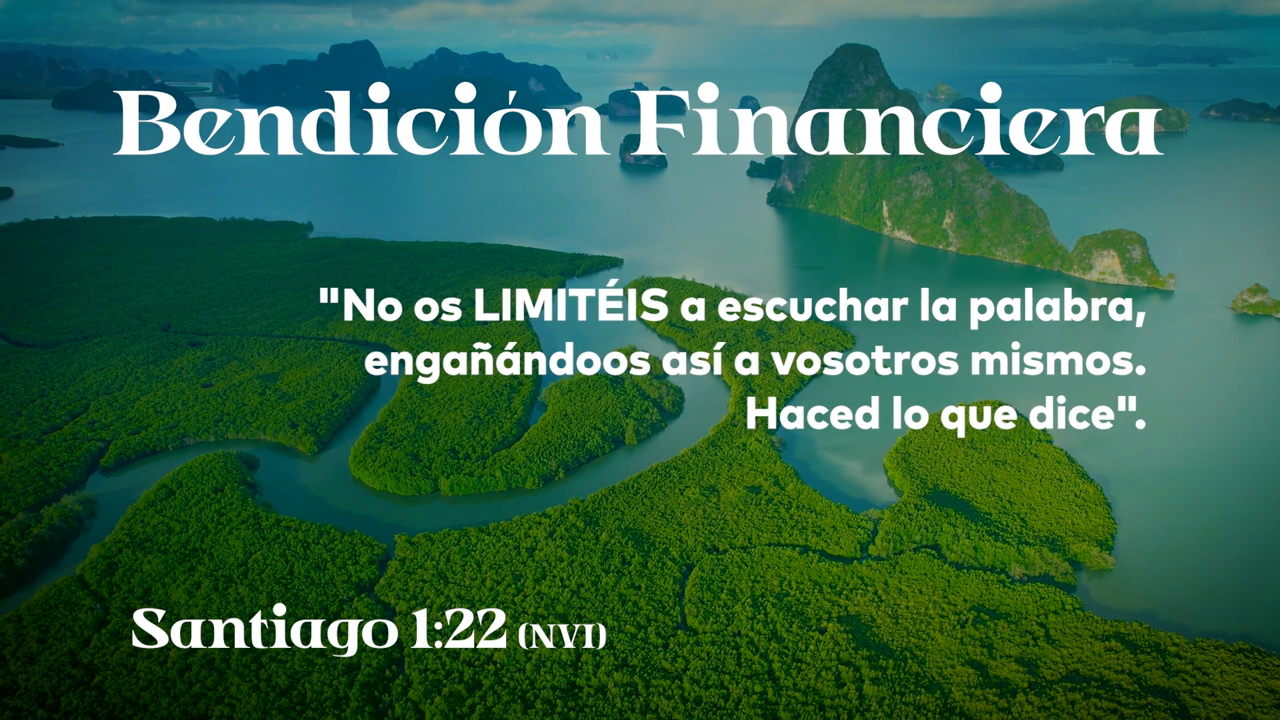 Bendición Financiera
"No os LIMITÉIS a escuchar la palabra,
engañándoos así a vosotros mismos.
Haced lo que dice".
Santiago 1:22 (NVI)